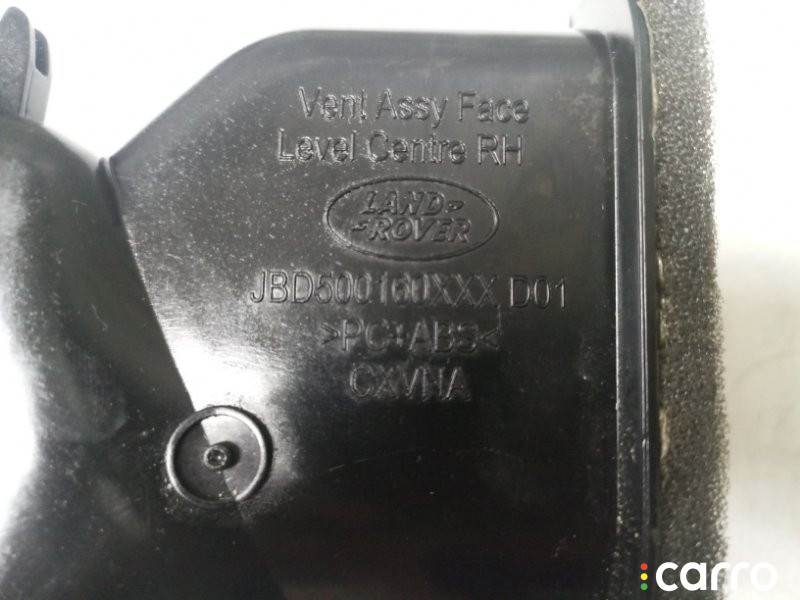 Vent Assy Face
Level Centre RH
LAND-
-ROVER
JBD500160XXX D01
>PC+ABS<
CXVNA
carro